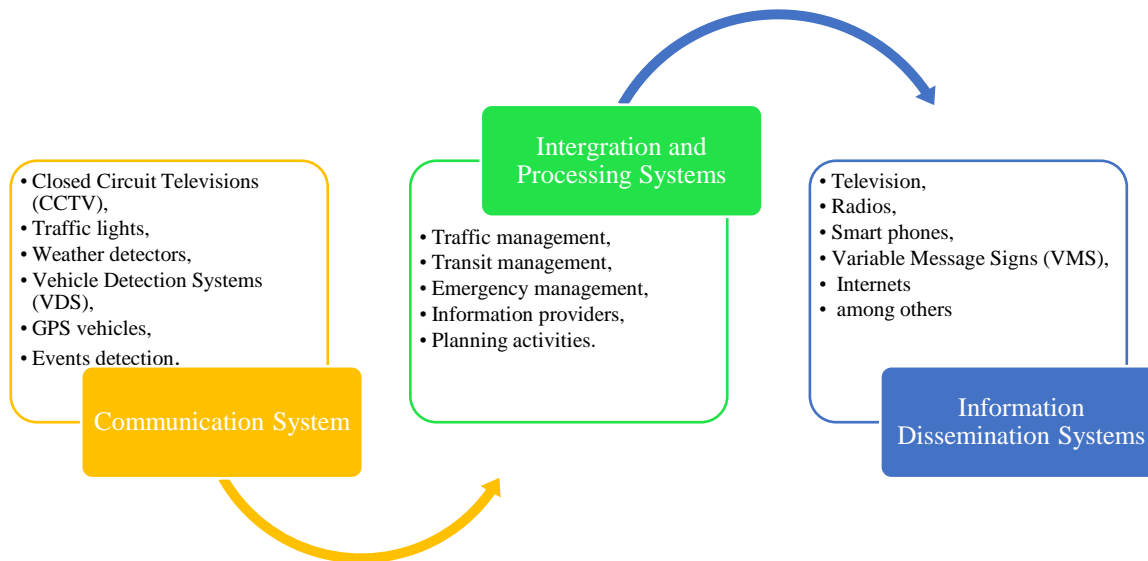 • Closed Circuit Televisions
(CCTV),
• Traffic lights,
• Weather detectors,
• Vehicle Detection Systems
(VDS),
• GPS vehicles,
• Events detection.
Communication System
Intergration and
Processing Systems
• Traffic management,
• Transit management,
• Emergency management,
• Information providers,
• Planning activities.
• Television,
• Radios,
• Smart phones,
• Variable Message Signs (VMS),
• Internets
• among others
Information
Dissemination Systems